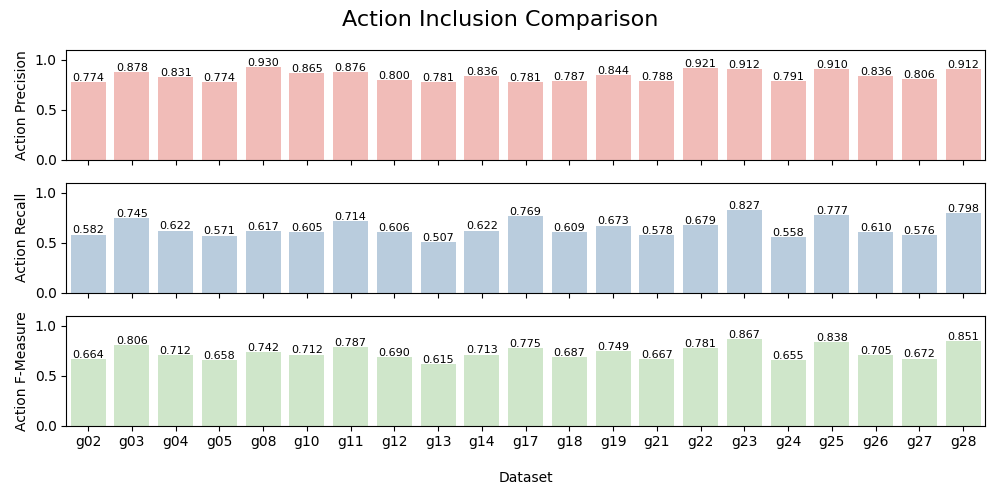 Action Inclusion Comparison
Action Precision
1.0
0.5
0.0
0.774 0.878 0.831 0.774 0.930 0.865 0.876 0.800 0.781 0.836 0.781 0.787 0.844 0.788 0.921 0.912 0.791 0.910 0.836 0.806 0.912
Action Recall
1.0
0.5
0.0
0.582 0.745 0.622 0.571 0.617 0.605 0.714 0.606 0.507 0.622 0.769 0.609 0.673 0.578 0.679 0.827 0.558 0.777 0.610 0.576 0.798
Action F-Measure
1.0
0.5
0.0
0.664 0.806 0.712 0.658 0.742 0.712 0.787 0.690 0.615 0.713 0.775 0.687 0.749 0.667 0.781 0.867 0.655 0.838 0.705 0.672 0.851
g02 g03 g04 g05 g08 g10 g11 g12 g13 g14 g17 g18 g19 g21 g22 g23 g24 g25 g26 g27 g28
Dataset